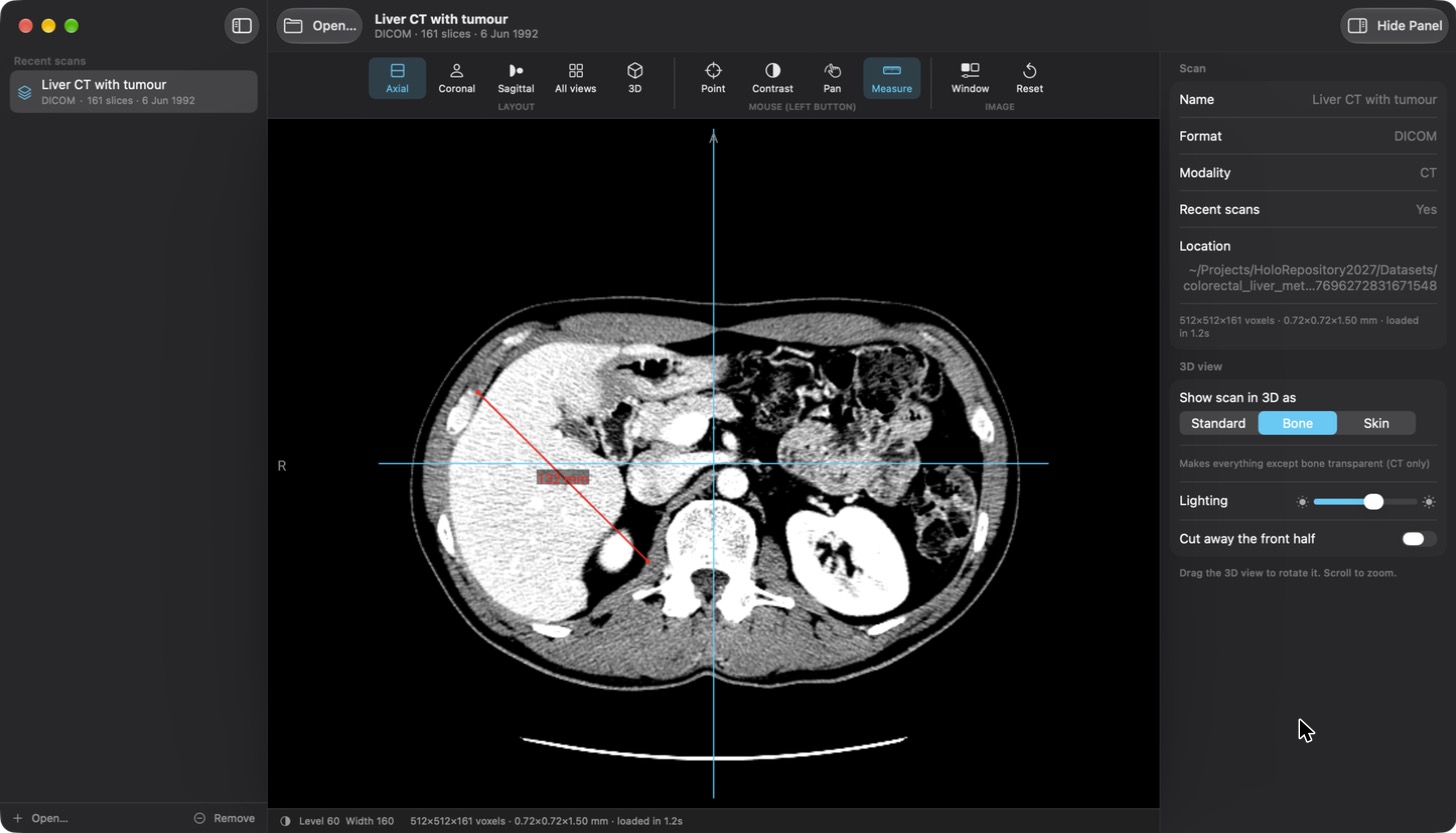 Open...
Liver CT with tumour
DICOM · 161 slices · 6 Jun 1992
Hide Panel
Recent scans
Liver CT with tumour
DICOM · 161 slices · 6 Jun 1992
Axial
Coronal
Sagittal
All views
3D
LAYOUT
Point
Contrast
Pan
Measure
MOUSE (LEFT BUTTON)
Window
Reset
IMAGE
A
R
Scan
Name Liver CT with tumour
Format DICOM
Modality CT
Recent scans Yes
Location
~/Projects/HoloRepository2027/Datasets/
colorectal_liver_met...7696272831671548
512×512×161 voxels · 0.72×0.72×1.50 mm · loaded
in 1.2s
3D view
Show scan in 3D as
Standard Bone Skin
Makes everything except bone transparent (CT only)
Lighting
Cut away the front half
Drag the 3D view to rotate it. Scroll to zoom.
+ Open...
Remove
Level 60 Width 160 512×512×161 voxels · 0.72×0.72×1.50 mm · loaded in 1.2s